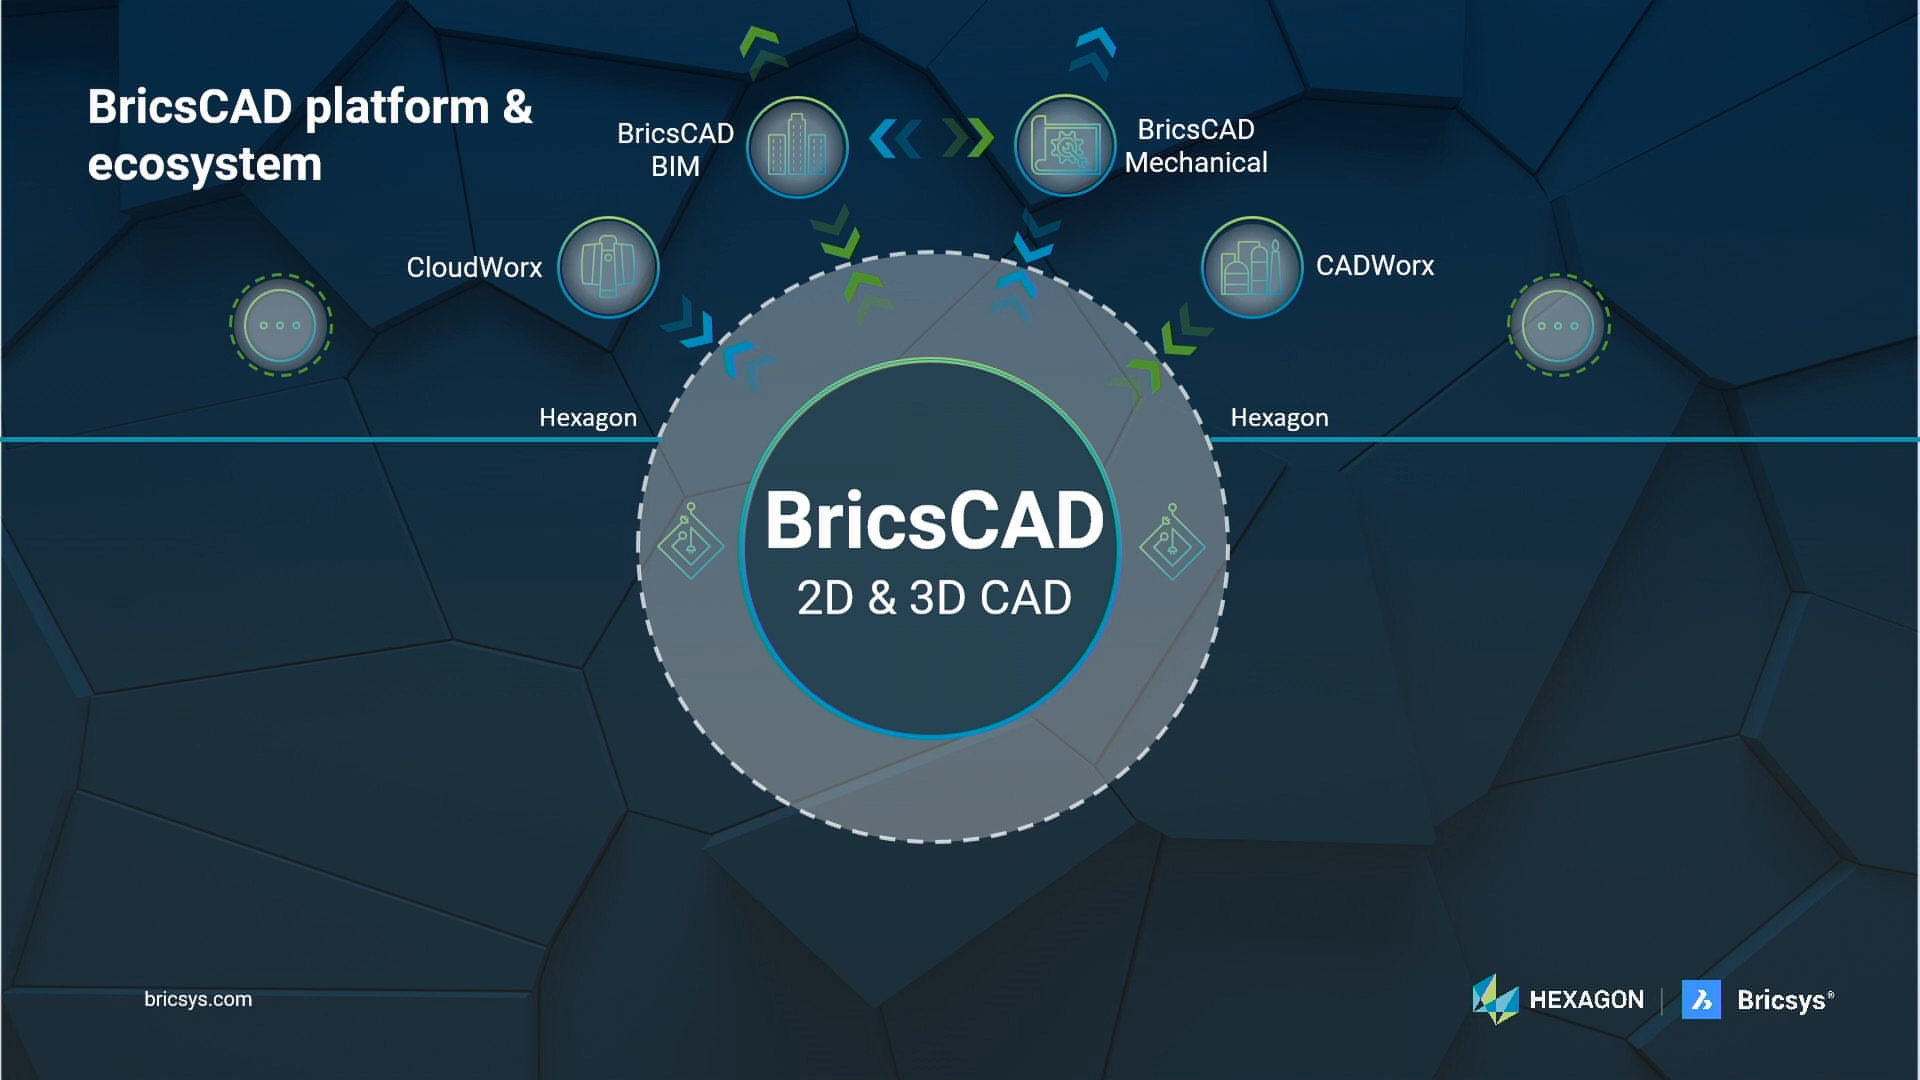 BricsCAD platform &
ecosystem
BricsCAD
BIM
BricsCAD
Mechanical
CloudWorx
CADWorx
Hexagon
Hexagon
BricsCAD
2D & 3D CAD
bricsys.com
HEXAGON | Bricsys®